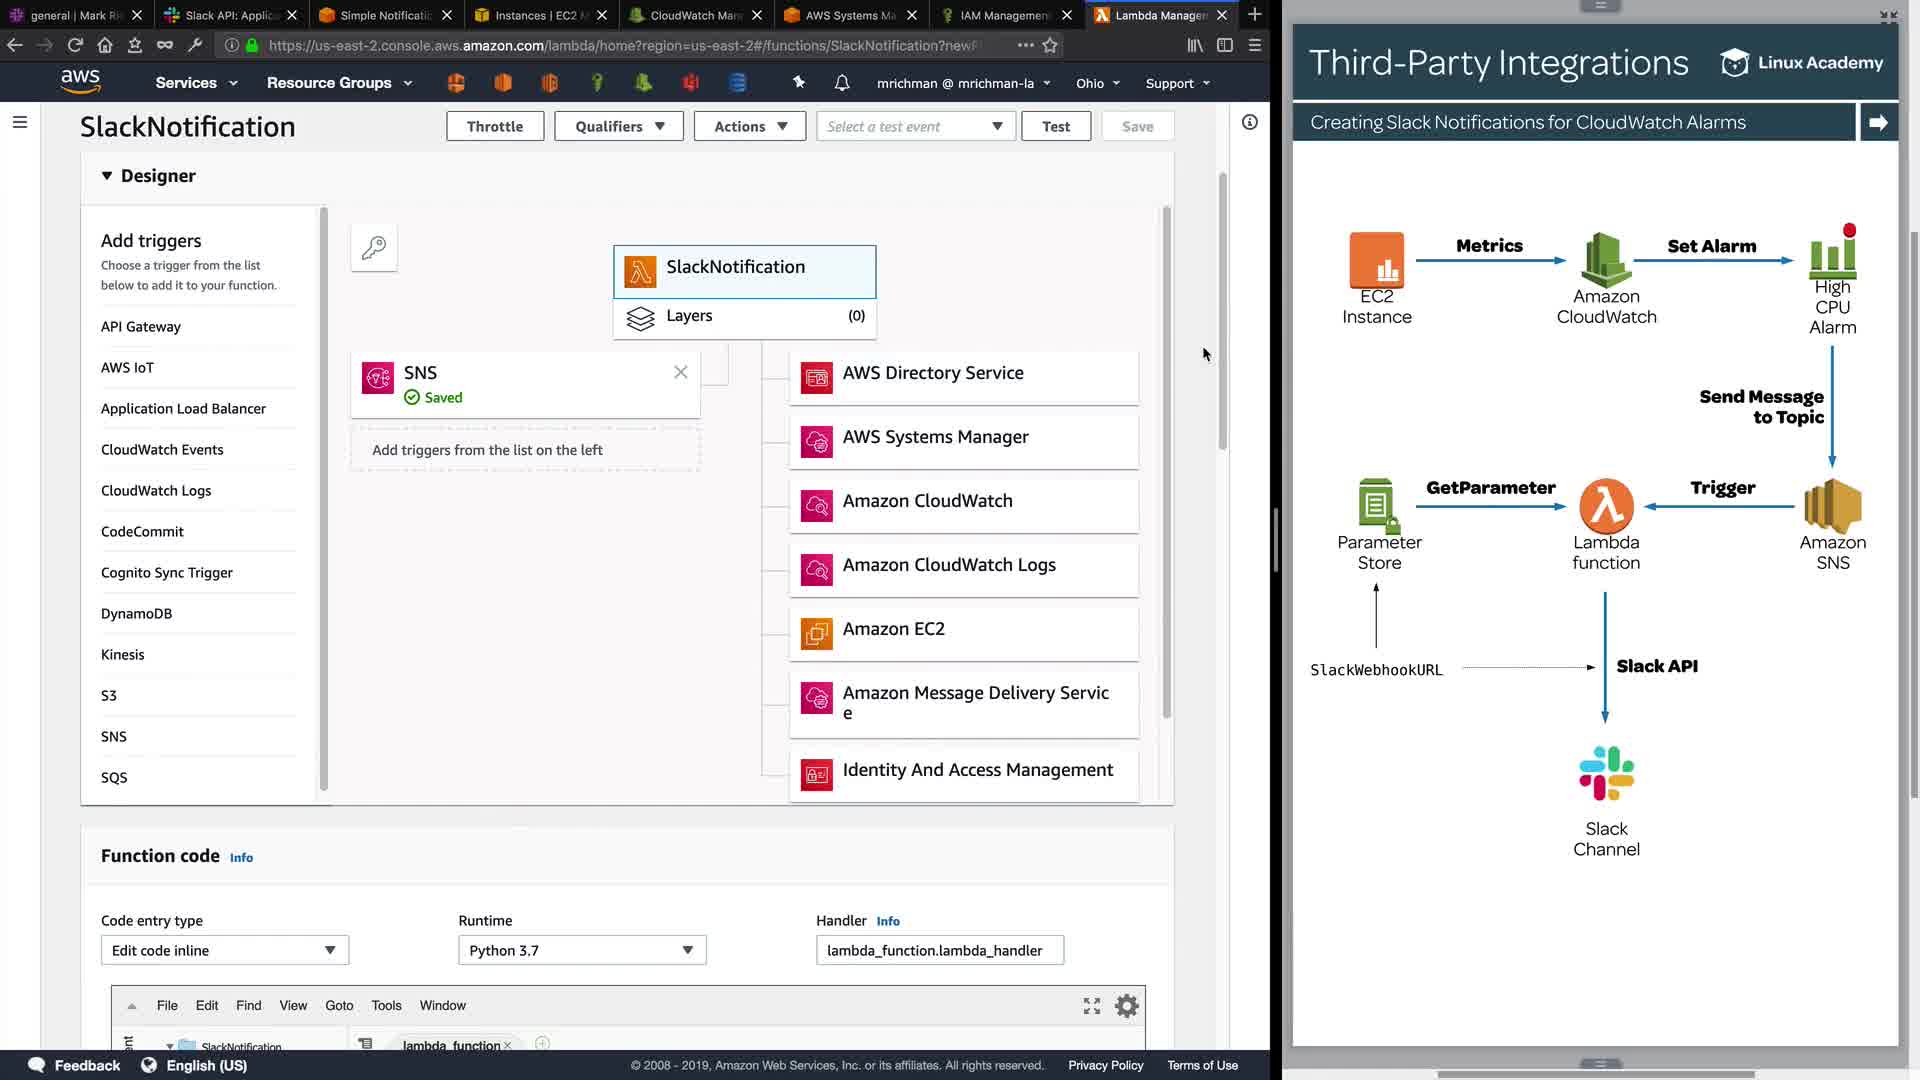 general | Mark Ri
Slack API: Applic
Simple Notificatio
Instances | EC2 M
CloudWatch Man
AWS Systems Ma
IAM Management
Lambda Managem
https://us-east-2.console.aws.amazon.com/lambda/home?region=us-east-2#/functions/SlackNotification?newF
aws
Services
Resource Groups
mrichman @ mrichman-la
Ohio
Support
SlackNotification
Throttle
Qualifiers
Actions
Select a test event
Test
Save
Designer
Add triggers
Choose a trigger from the list
below to add it to your function.
API Gateway
AWS IoT
Application Load Balancer
CloudWatch Events
CloudWatch Logs
CodeCommit
Cognito Sync Trigger
DynamoDB
Kinesis
S3
SNS
SQS
SlackNotification
Layers (0)
SNS
Saved
Add triggers from the list on the left
AWS Directory Service
AWS Systems Manager
Amazon CloudWatch
Amazon CloudWatch Logs
Amazon EC2
Amazon Message Delivery Servic
e
Identity And Access Management
Function code Info
Code entry type
Edit code inline
Runtime
Python 3.7
Handler Info
lambda_function.lambda_handler
File Edit Find View Goto Tools Window
SlackNotification
lambda_function
Feedback
English (US)
© 2008 - 2019, Amazon Web Services, Inc. or its affiliates. All rights reserved.
Privacy Policy
Terms of Use
Third-Party Integrations
Linux Academy
Creating Slack Notifications for CloudWatch Alarms
Metrics
Set Alarm
EC2
Instance
Amazon
CloudWatch
High
CPU
Alarm
Send Message
to Topic
GetParameter
Trigger
Parameter
Store
Lambda
function
Amazon
SNS
SlackWebhookURL
Slack API
Slack
Channel